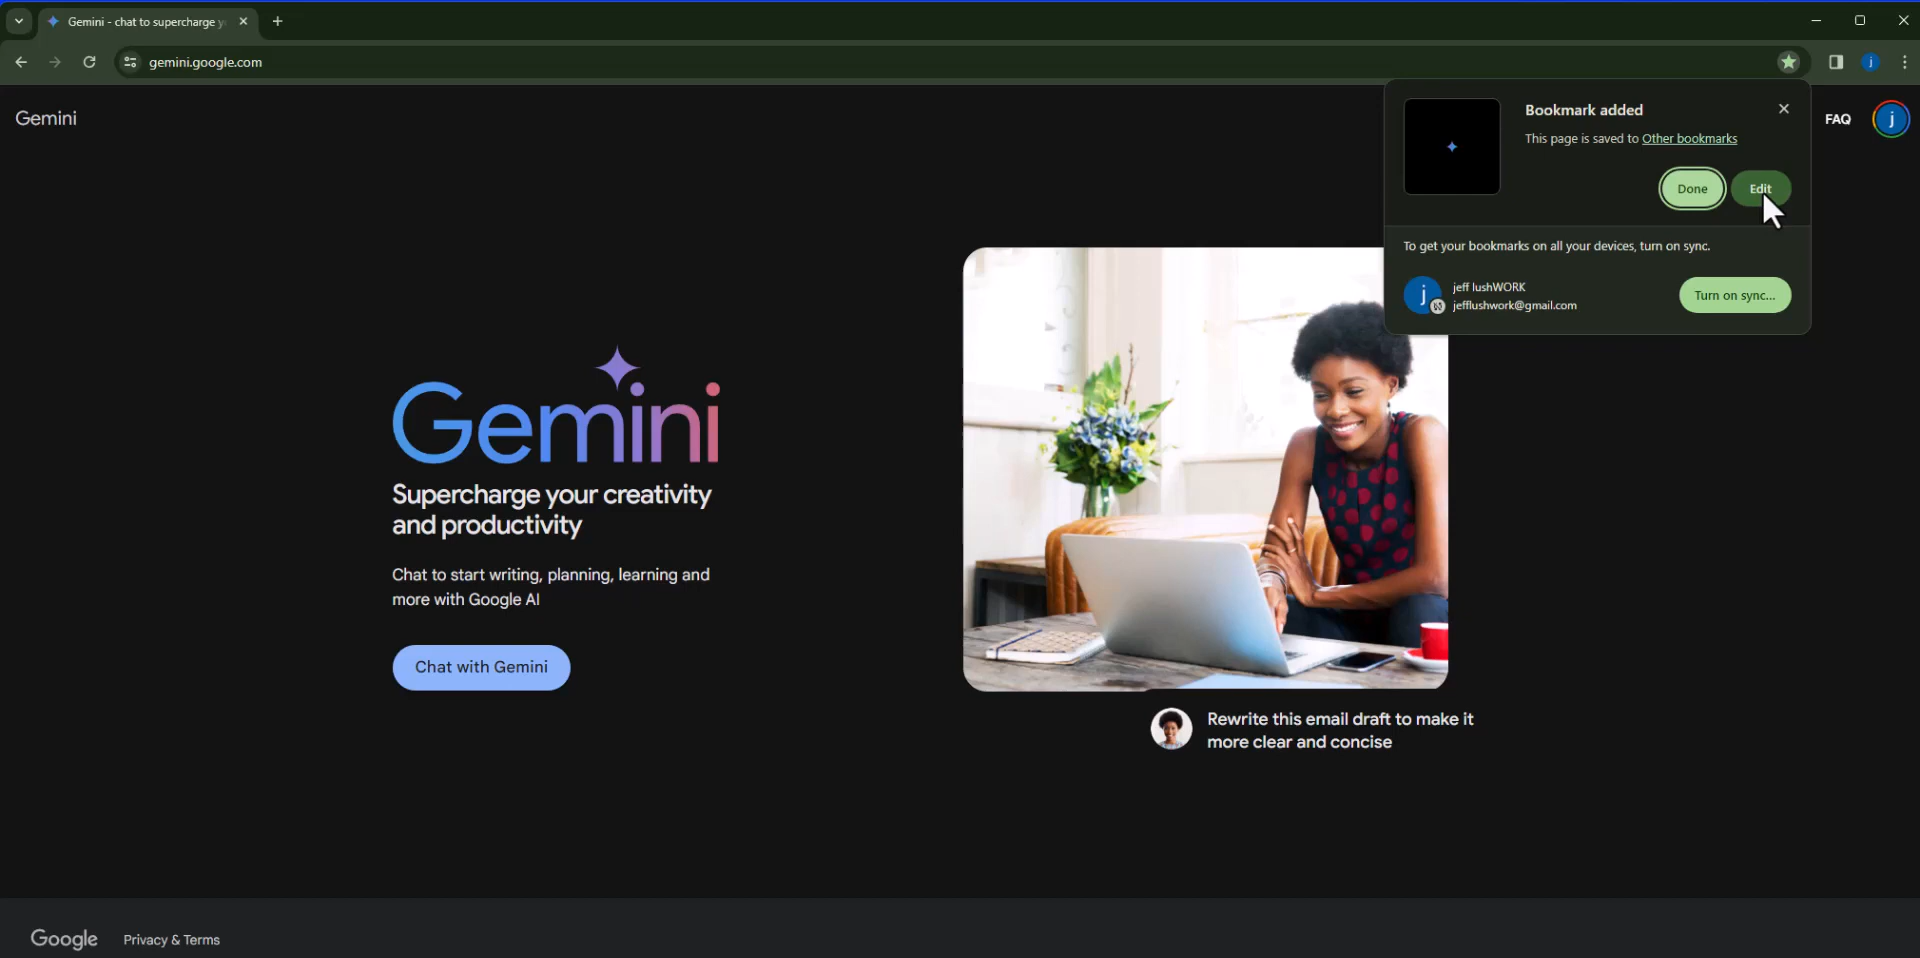 Gemini - chat to supercharge y
gemini.google.com
j
Gemini
Bookmark added
This page is saved to Other bookmarks
Done
Edit
FAQ
j
To get your bookmarks on all your devices, turn on sync.
j
jeff lushWORK
jefflushwork@gmail.com
Turn on sync...
Gemini
Supercharge your creativity
and productivity
Chat to start writing, planning, learning and
more with Google AI
Chat with Gemini
Rewrite this email draft to make it
more clear and concise
Google
Privacy & Terms